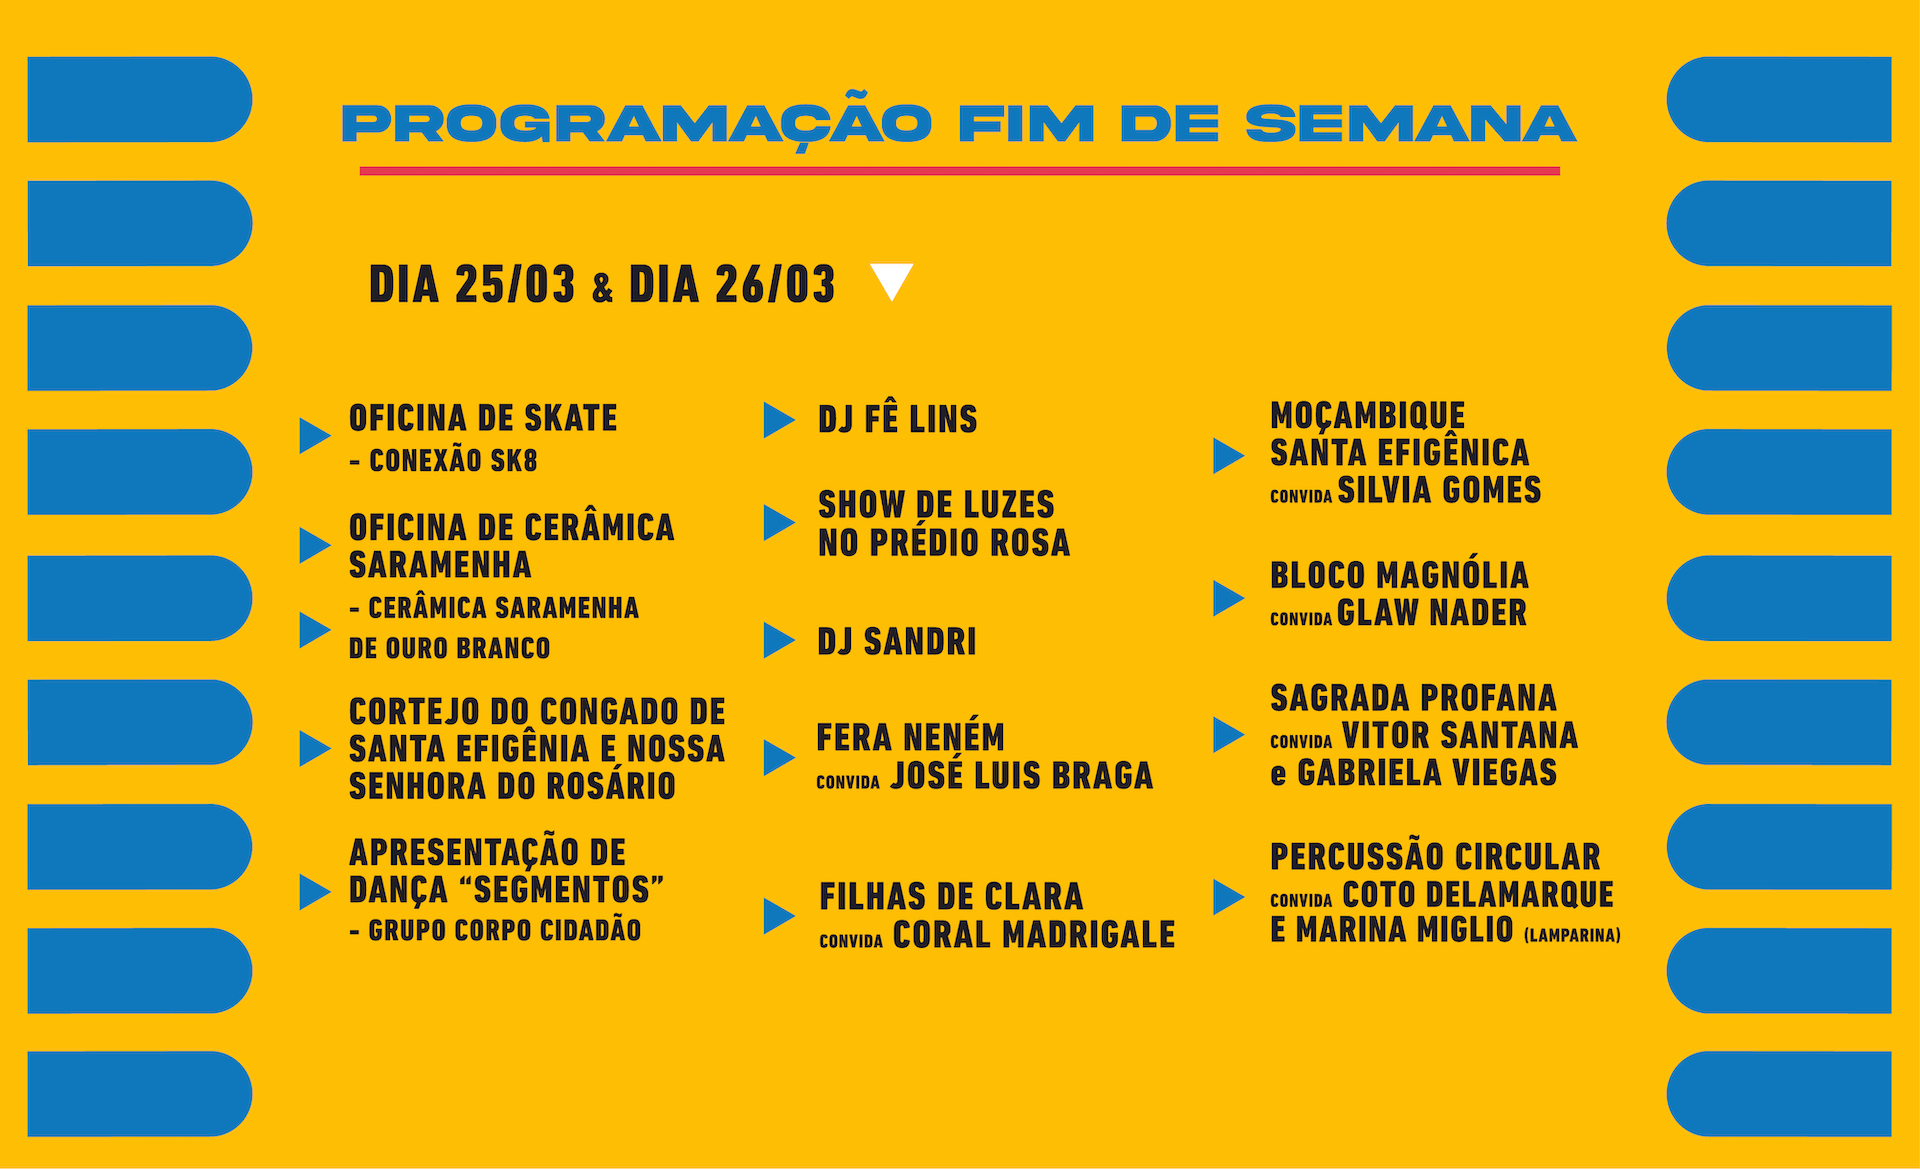 PROGRAMAÇÃO FIM DE SEMANA
DIA 25/03 & DIA 26/03
OFICINA DE SKATE
- CONEXÃO SK8
OFICINA DE CERÂMICA
SARAMENHA
- CERÂMICA SARAMENHA
DE OURO BRANCO
CORTEJO DO CONGADO DE
SANTA EFIGÊNIA E NOSSA
SENHORA DO ROSÁRIO
APRESENTAÇÃO DE
DANÇA “SEGMENTOS”
- GRUPO CORPO CIDADÃO
DJ FÊ LINS
SHOW DE LUZES
NO PRÉDIO ROSA
DJ SANDRI
FERA NENÉM
CONVIDA JOSÉ LUIS BRAGA
FILHAS DE CLARA
CONVIDA CORAL MADRIGALE
MOÇAMBIQUE
SANTA EFIGÊNICA
CONVIDA SILVIA GOMES
BLOCO MAGNÓLIA
CONVIDA GLAW NADER
SAGRADA PROFANA
CONVIDA VITOR SANTANA
e GABRIELA VIEGAS
PERCUSSÃO CIRCULAR
CONVIDA COTO DELAMARQUE
E MARINA MIGLIO (LAMPARINA)